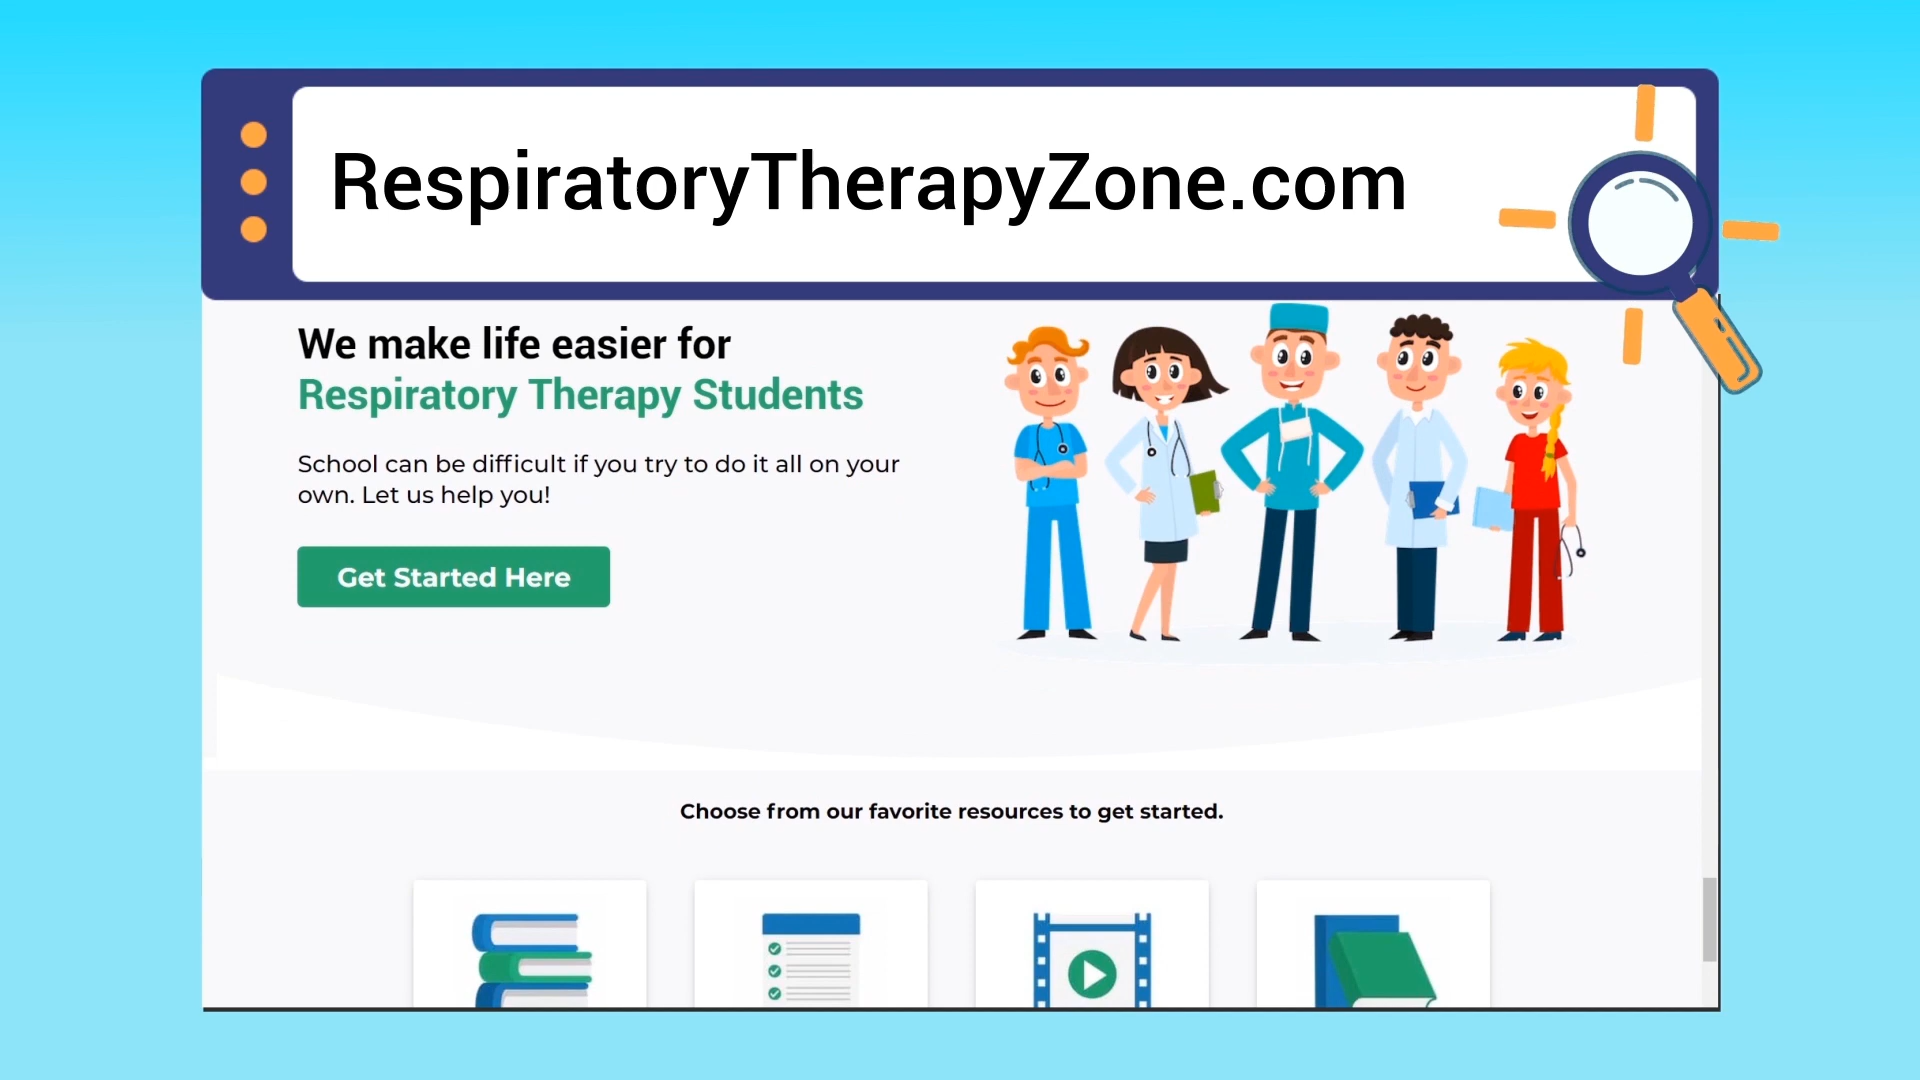 RespiratoryTherapyZone.com
We make life easier for
Respiratory Therapy Students
School can be difficult if you try to do it all on your
own. Let us help you!
Get Started Here
Choose from our favorite resources to get started.